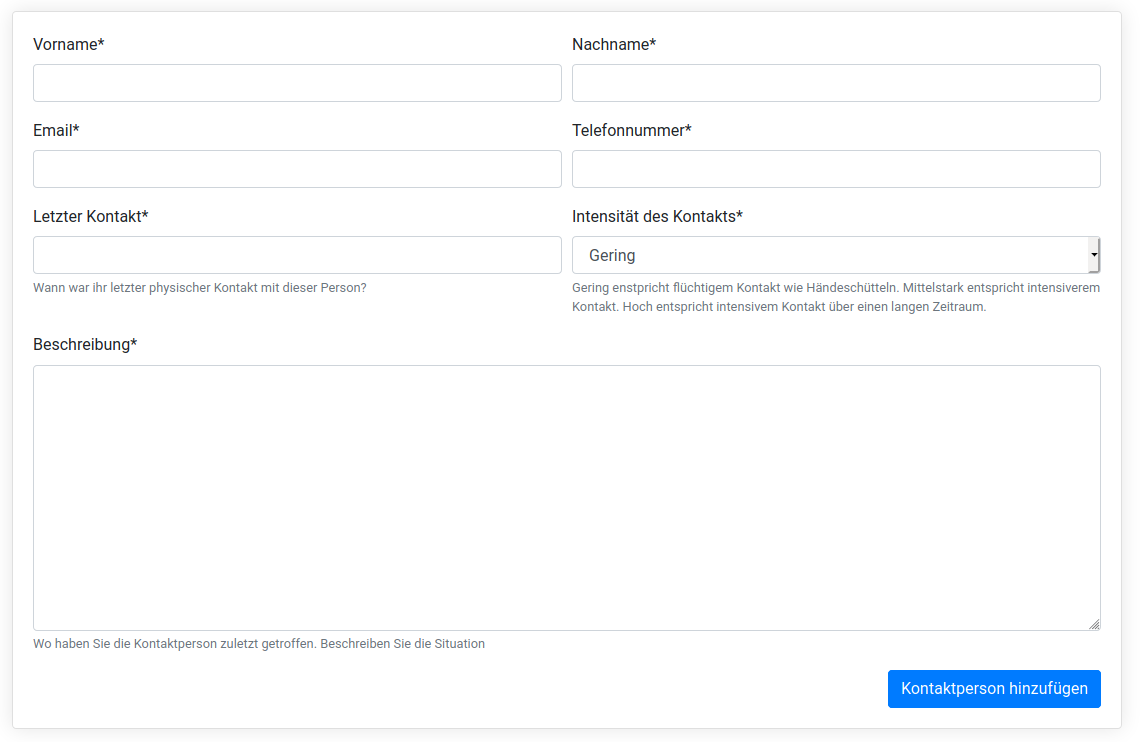 Vorname*
Nachname*
Email*
Telefonnummer*
Letzter Kontakt*
Intensität des Kontakts*
Gering
Wann war ihr letzter physischer Kontakt mit dieser Person?
Gering enstpricht flüchtigem Kontakt wie Händeschütteln. Mittelstark entspricht intensiverem
Kontakt. Hoch entspricht intensivem Kontakt über einen langen Zeitraum.
Beschreibung*
Wo haben Sie die Kontaktperson zuletzt getroffen. Beschreiben Sie die Situation
Kontaktperson hinzufügen